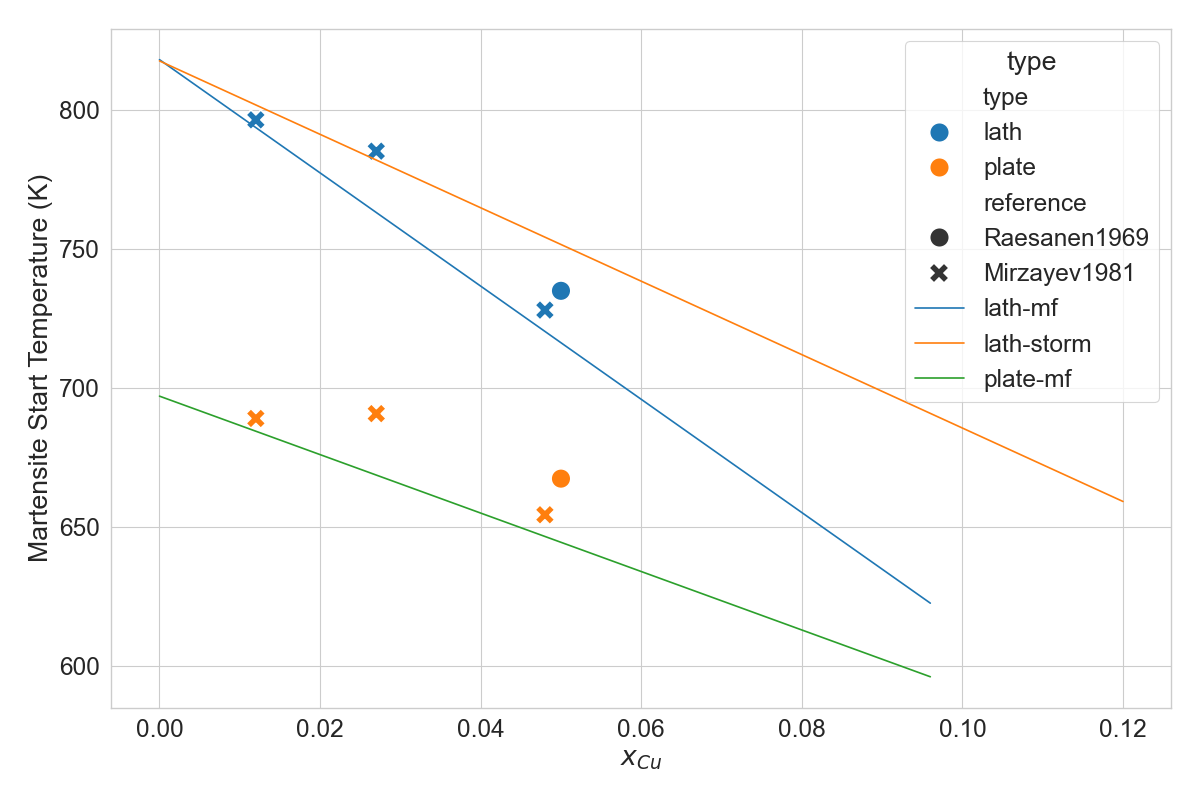 Martensite Start Temperature (K)
800
750
700
650
600
0.00 0.02 0.04 0.06 0.08 0.10 0.12
xCu
type
type
lath
plate
reference
Raesanen1969
Mirzayev1981
lath-mf
lath-storm
plate-mf